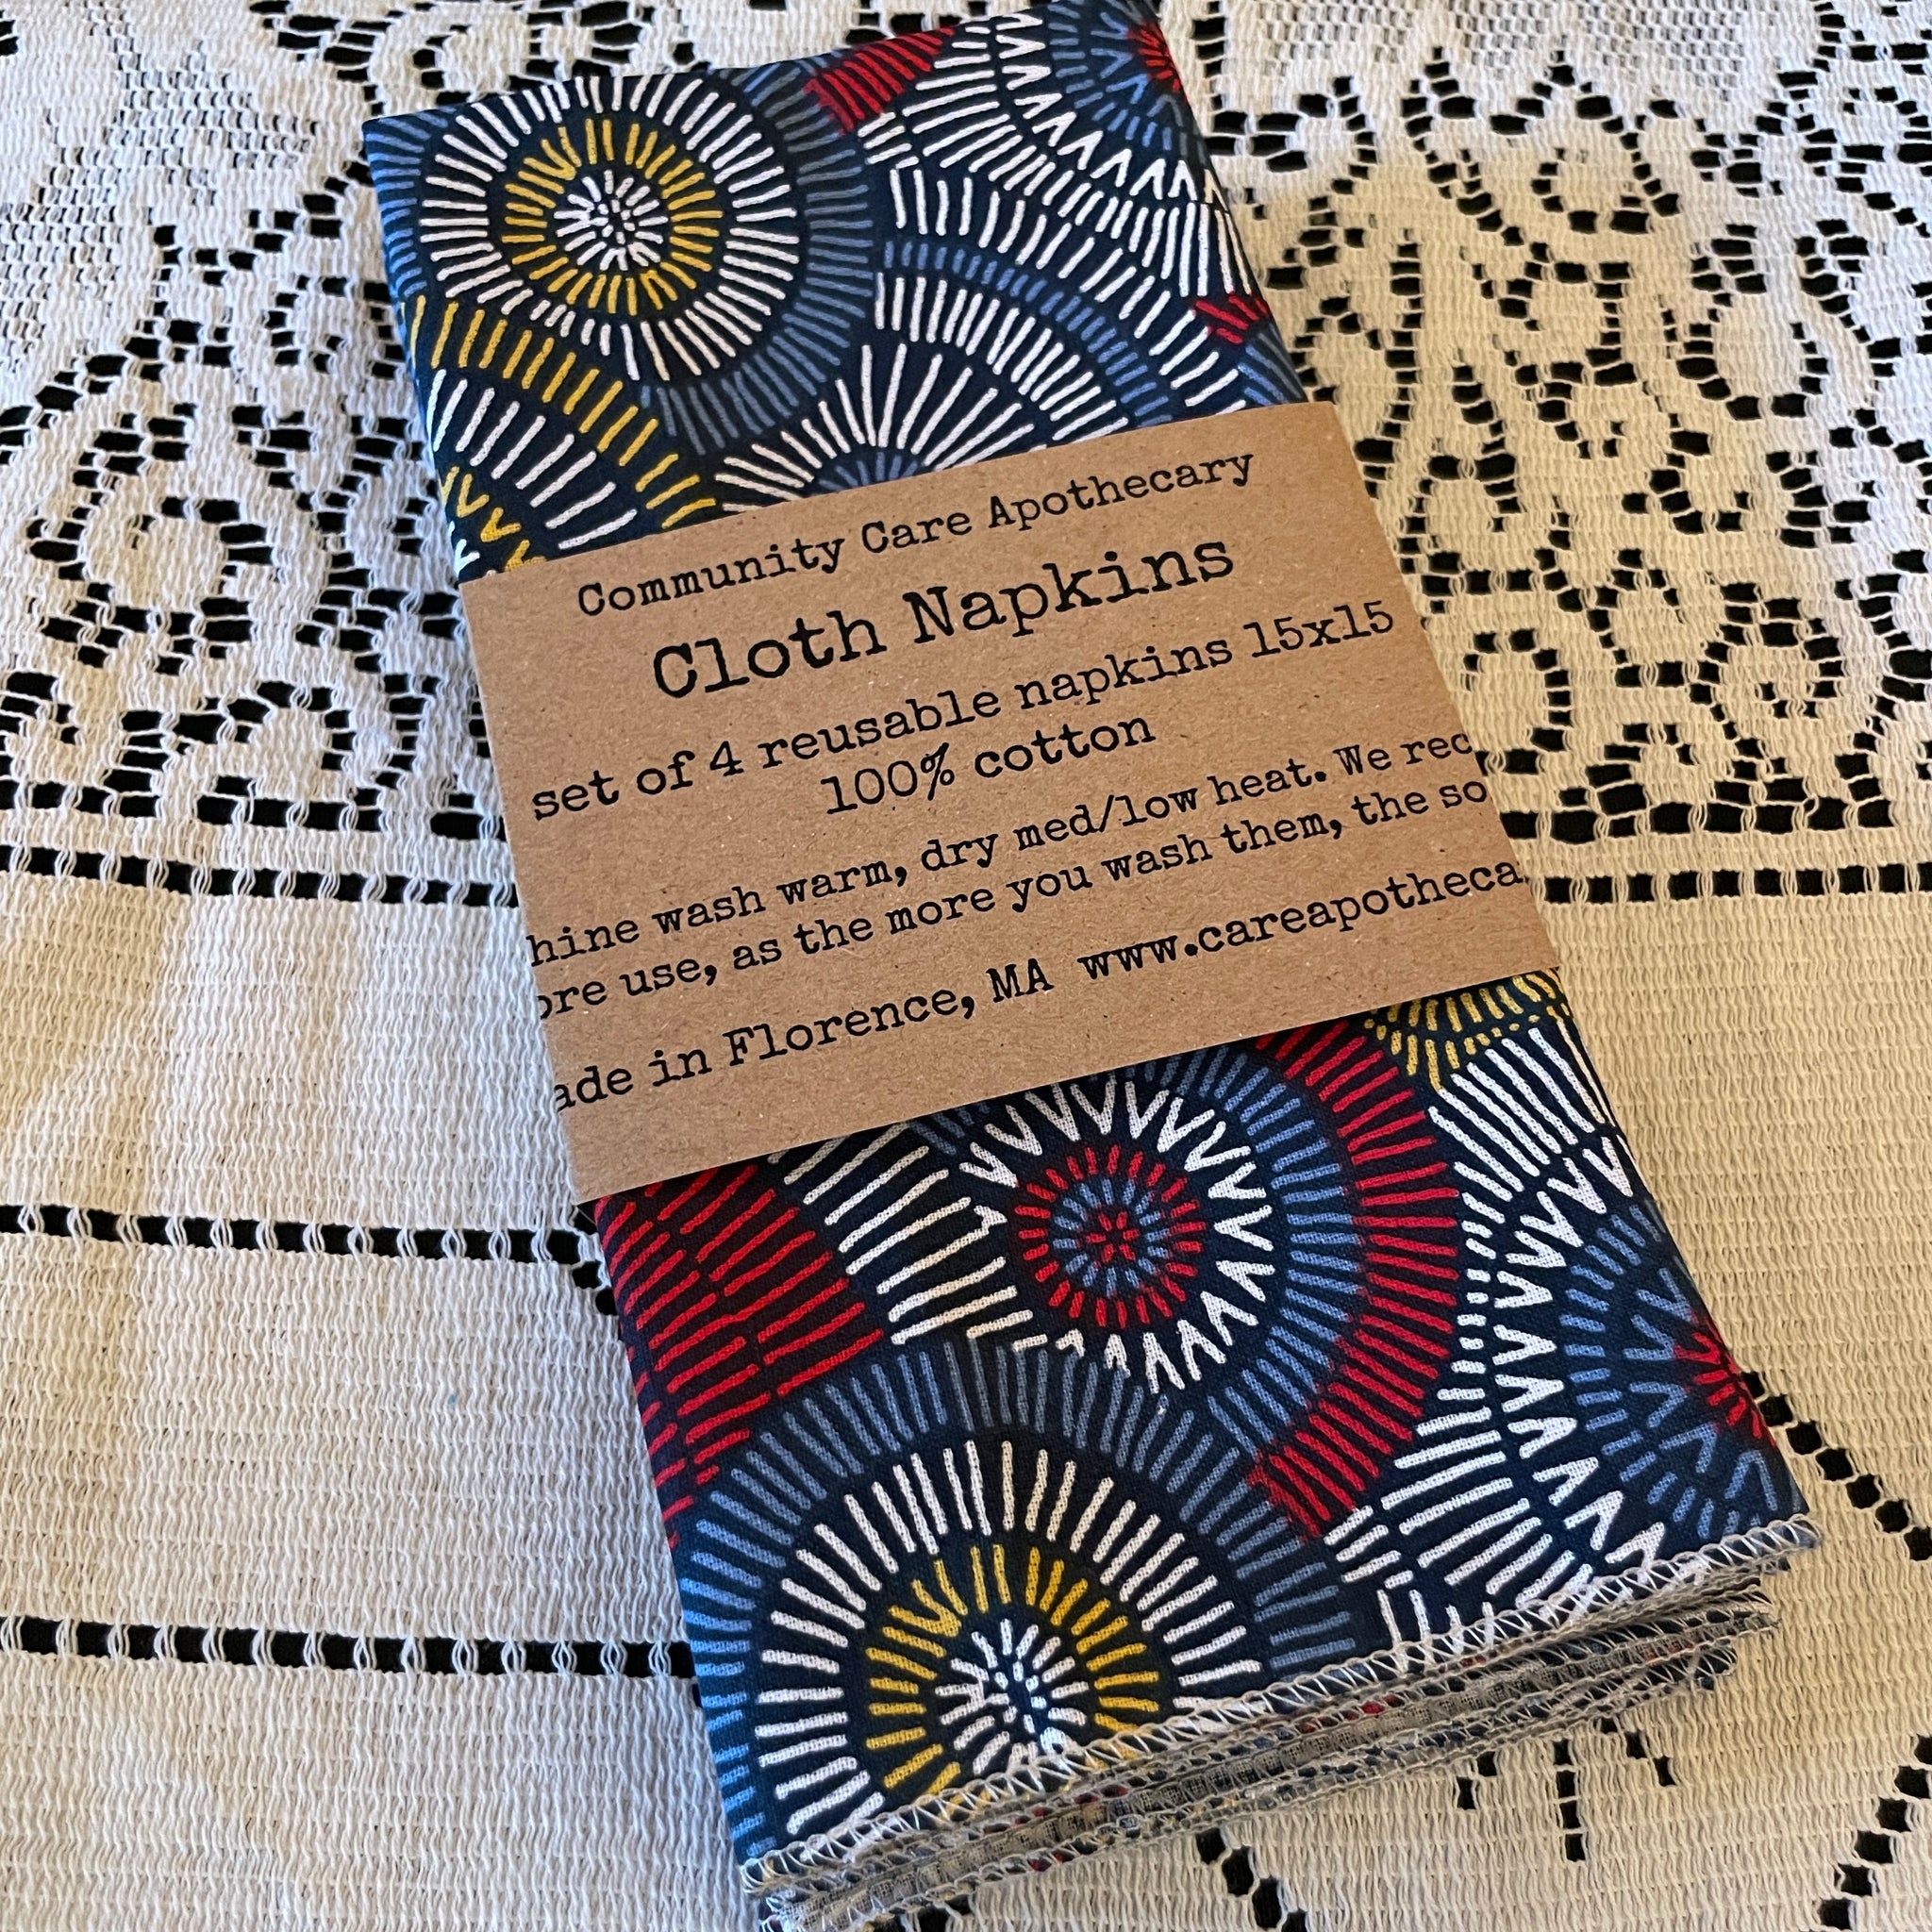 Community Care Apothecary
Cloth Napkins
set of 4 reusable napkins 15x15
100% cotton
hine wash warm, dry med/low heat. We rec
ore use, as the more you wash them, the so
ade in Florence, MA www.careapotheca